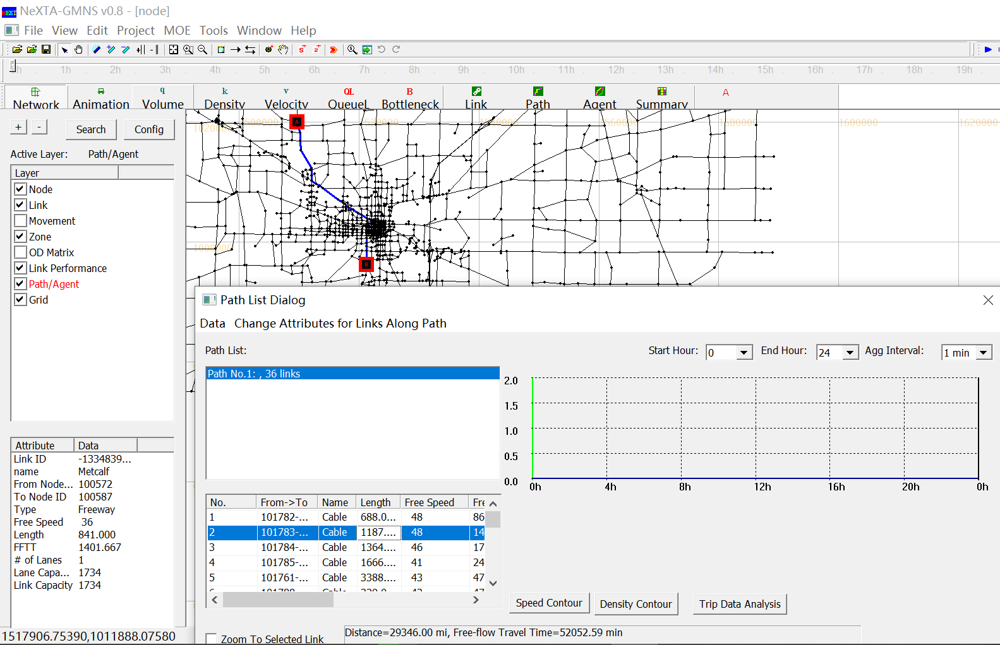 NeXTA-GMNS v0.8 - [node]
File View Edit Project MOE Tools Window Help
1h 2h 3h 4h 5h 6h 7h 8h 9h 10h 11h 12h 13h 14h 15h 16h 17h 18h 19h
q k v QL B A
Network Animation Volume Density Velocity QueueL Bottleneck Link Path Agent Summary
+ - Search Config
1600000 1620000
Active Layer: Path/Agent
Layer
Node
Link
Movement
Zone
OD Matrix
Link Performance
Path/Agent
Grid
Attribute Data
Link ID -1334839...
name Metcalf
From Node... 100572
To Node ID 100587
Type Freeway
Free Speed 36
Length 841.000
FFTT 1401.667
# of Lanes 1
Lane Capa... 1734
Link Capacity 1734
1517906.75390,1011888.07580
Path List Dialog
Data Change Attributes for Links Along Path
Path List:
Start Hour: 0 End Hour: 24 Agg Interval: 1 min
Path No.1: , 36 links
2.0
1.5
1.0
0.5
0.0
0h 4h 8h 12h 16h 20h 0h
No. From->To Name Length Free Speed Fre
1 101782-... Cable 688.0... 48 86
2 101783-... Cable 1187.... 48 14
3 101784-... Cable 1364.... 46 17
4 101785-... Cable 1666.... 41 24
5 101761-... Cable 3388.... 43 47
Speed Contour Density Contour Trip Data Analysis
Zoom To Selected Link
Distance=29346.00 mi, Free-flow Travel Time=52052.59 min